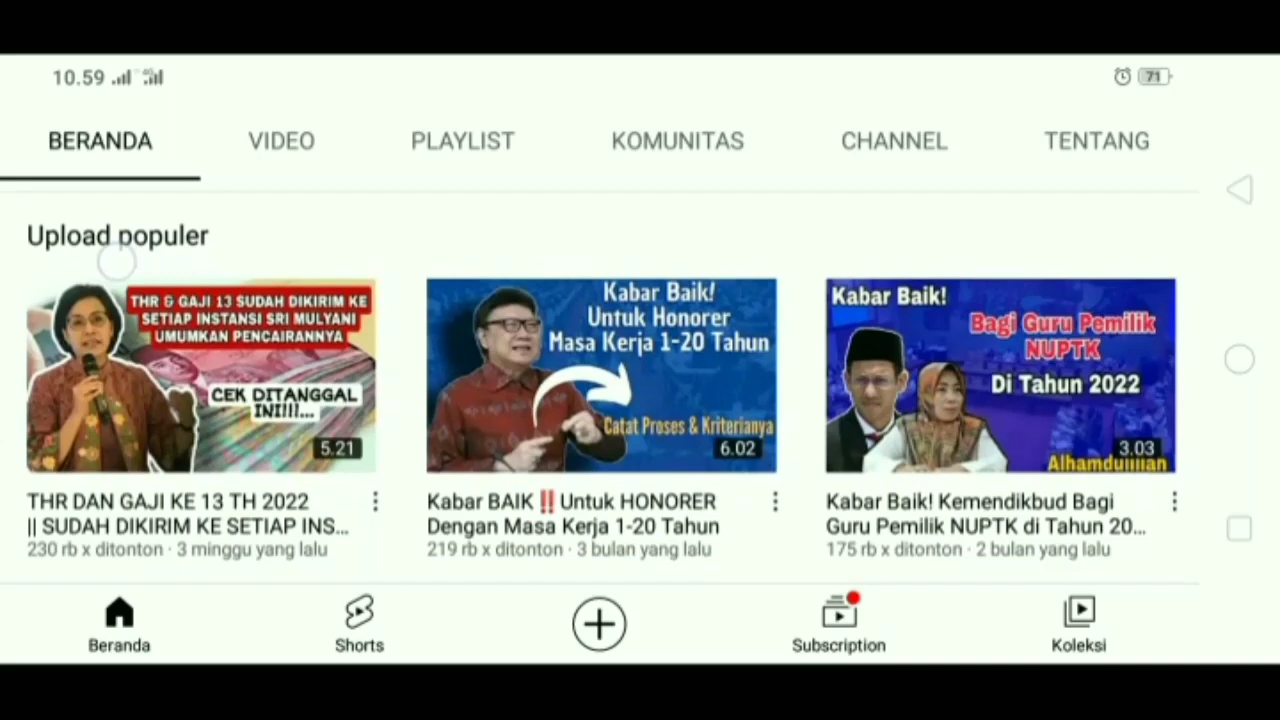 10.59
71
BERANDA
VIDEO
PLAYLIST
KOMUNITAS
CHANNEL
TENTANG
Upload populer
THR & GAJI 13 SUDAH DIKIRIM KE
SETIAP INSTANSI SRI MULYANI
UMUMKAN PENCAIRANNYA
CEK DITANGGAL
INI!!!...
5.21
THR DAN GAJI KE 13 TH 2022
|| SUDAH DIKIRIM KE SETIAP INS...
230 rb x ditonton · 3 minggu yang lalu
Kabar Baik!
Untuk Honorer
Masa Kerja 1-20 Tahun
Catat Proses & Kriterianya
6.02
Kabar BAIK‼️Untuk HONORER
Dengan Masa Kerja 1-20 Tahun
219 rb x ditonton · 3 bulan yang lalu
Kabar Baik!
Bagi Guru Pemilik
NUPTK
Di Tahun 2022
3.03
Kabar Baik! Kemendikbud Bagi
Guru Pemilik NUPTK di Tahun 20...
175 rb x ditonton · 2 bulan yang lalu
Beranda
Shorts
Subscription
Koleksi